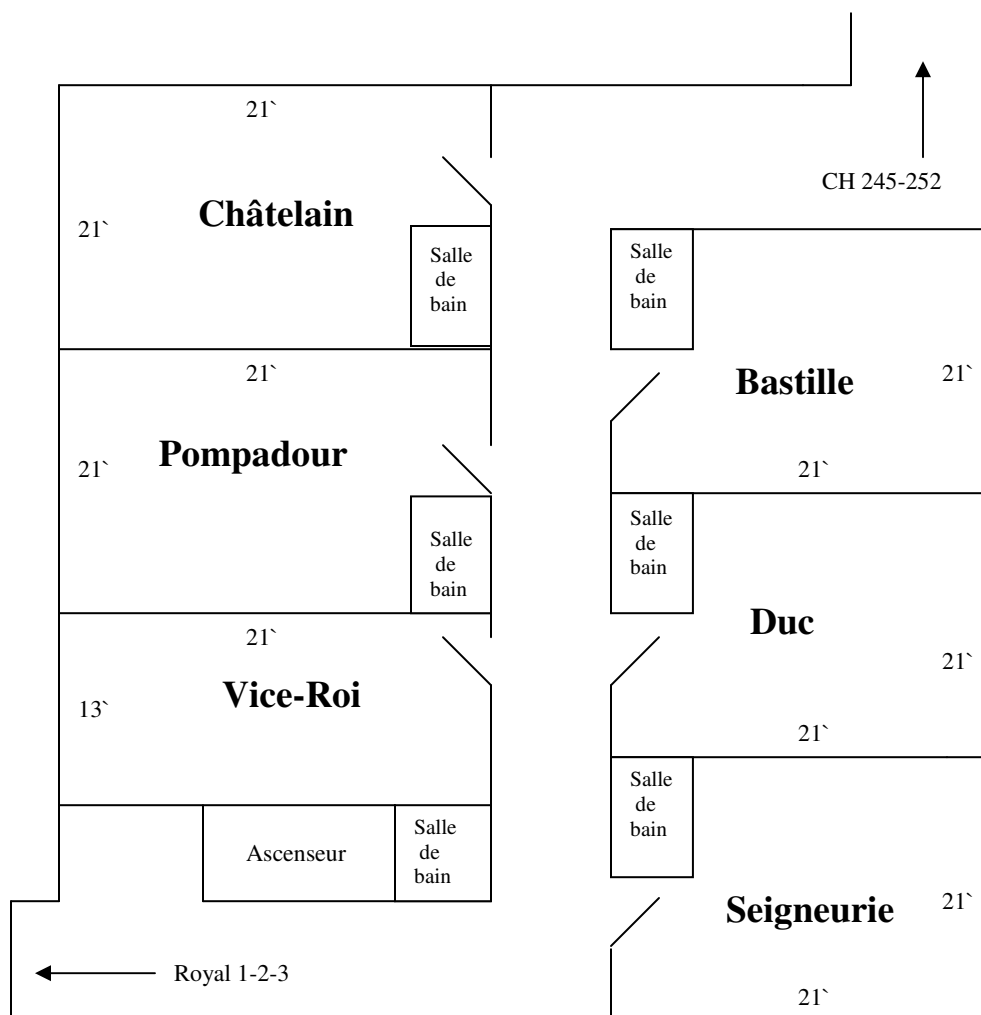 21`
Châtelain
21`
Salle
de
bain
CH 245-252
Salle
de
bain
21`
Pompadour
21`
Salle
de
bain
Bastille
21`
21`
Salle
de
bain
21`
Vice-Roi
13`
Duc
21`
21`
Ascenseur
Salle
de
bain
Salle
de
bain
Seigneurie
21`
21`
Royal 1-2-3